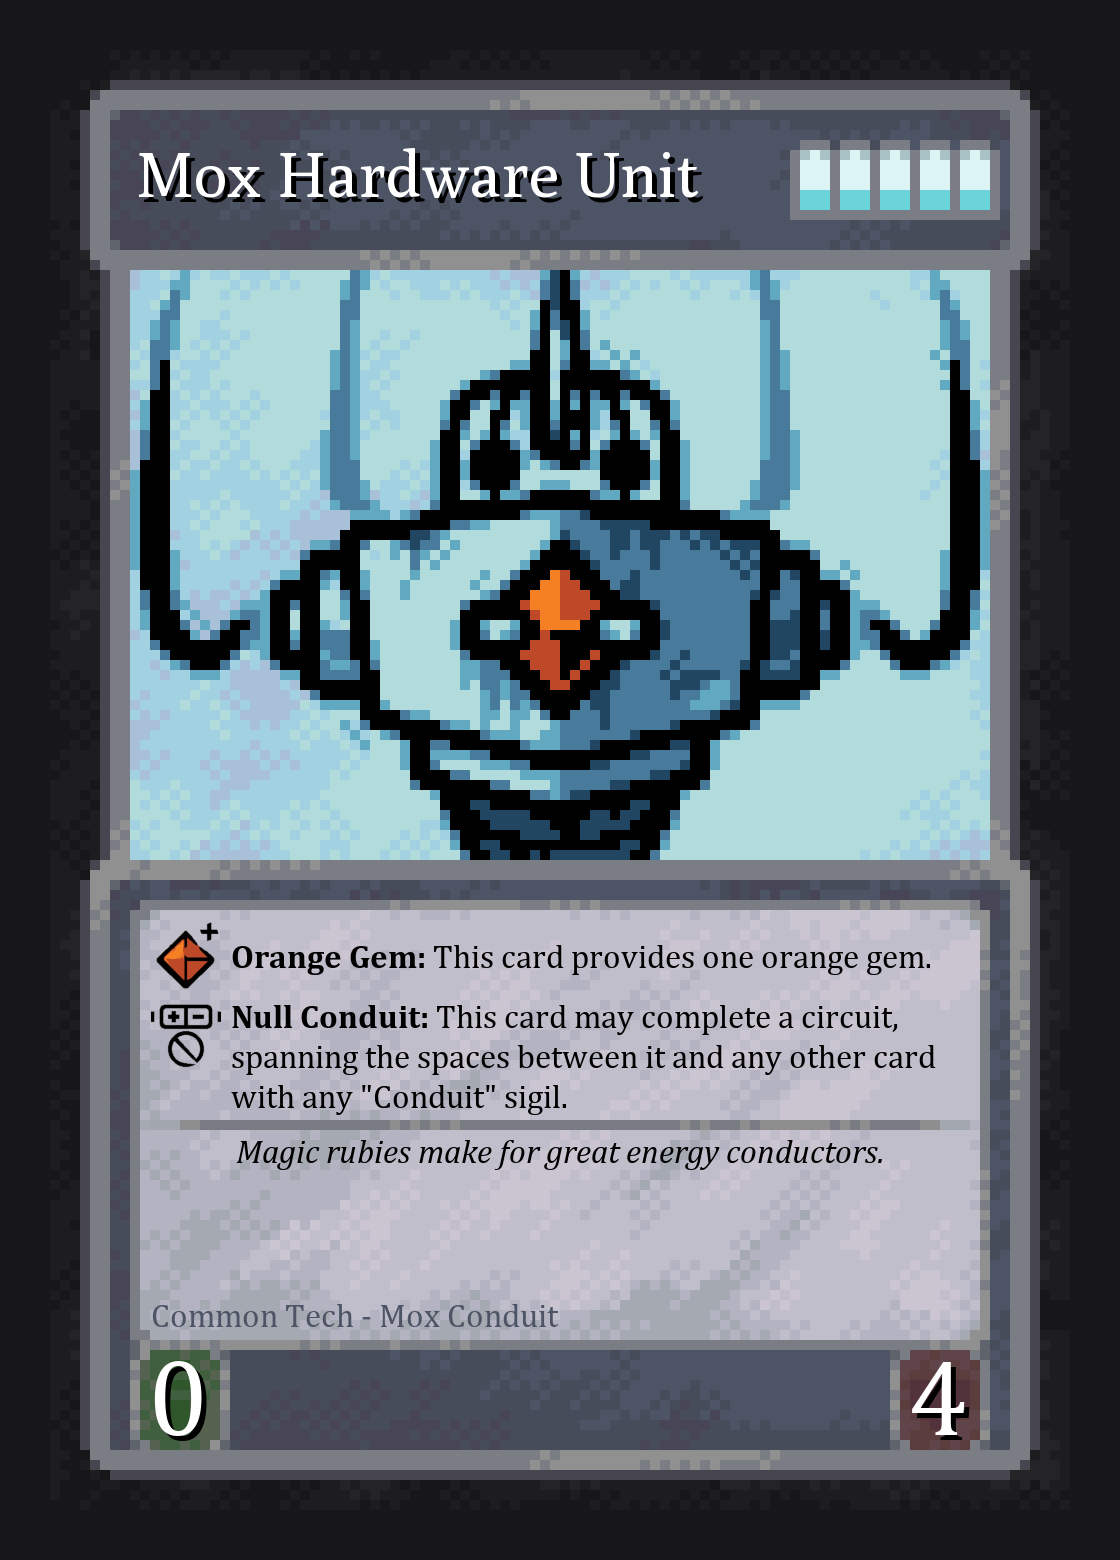 Mox Hardware Unit
Orange Gem: This card provides one orange gem.
Null Conduit: This card may complete a circuit,
spanning the spaces between it and any other card
with any "Conduit" sigil.
Magic rubies make for great energy conductors.
Common Tech - Mox Conduit
0
4